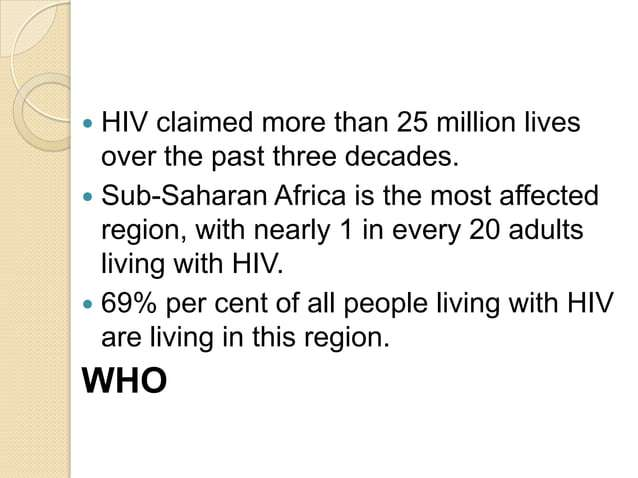 • HIV claimed more than 25 million lives
over the past three decades.
• Sub-Saharan Africa is the most affected
region, with nearly 1 in every 20 adults
living with HIV.
• 69% per cent of all people living with HIV
are living in this region.
WHO